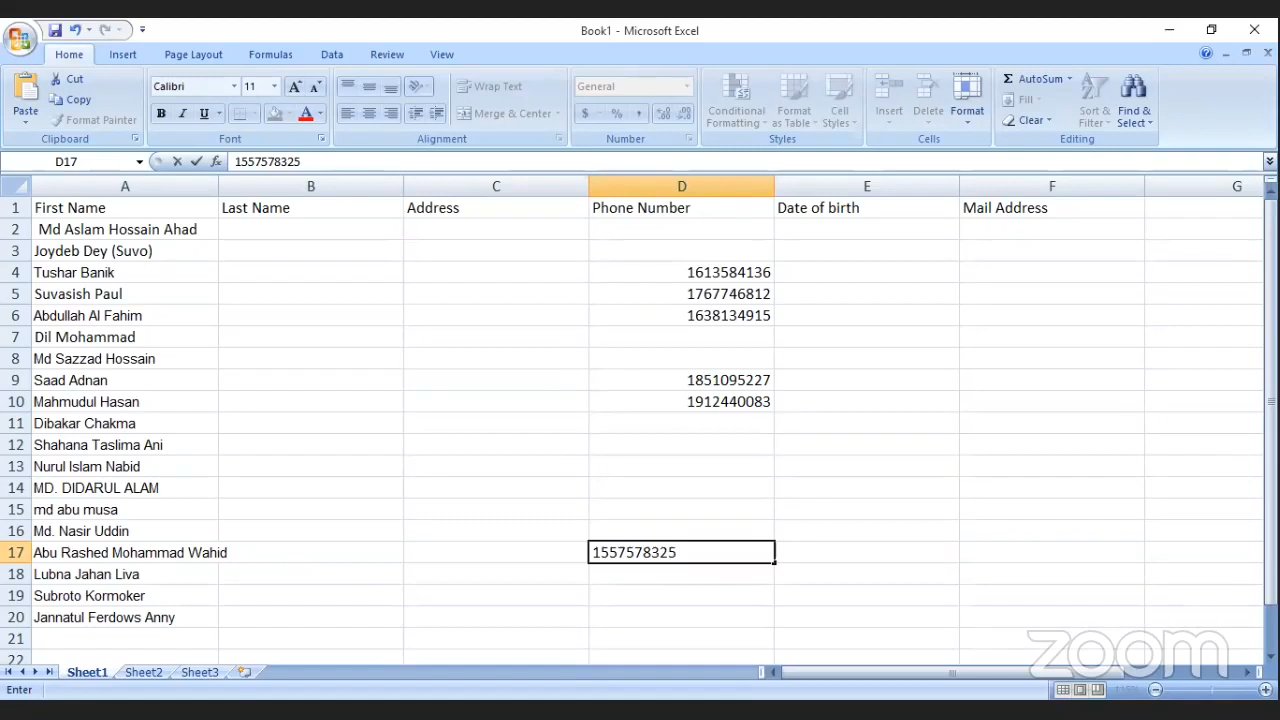 Book1 - Microsoft Excel
Home Insert Page Layout Formulas Data Review View
Paste
Cut
Copy
Format Painter
Clipboard
Calibri 11
B I U
Font
Wrap Text
Merge & Center
Alignment
General
$ % ,
Number
Conditional Formatting
Format as Table
Cell Styles
Styles
Insert
Delete
Format
Cells
Σ AutoSum
Fill
Clear
Sort & Filter
Find & Select
Editing
D17 fx 1557578325
A B C D E F G
1 First Name Last Name Address Phone Number Date of birth Mail Address
2 Md Aslam Hossain Ahad
3 Joydeb Dey (Suvo)
4 Tushar Banik 1613584136
5 Suvasish Paul 1767746812
6 Abdullah Al Fahim 1638134915
7 Dil Mohammad
8 Md Sazzad Hossain
9 Saad Adnan 1851095227
10 Mahmudul Hasan 1912440083
11 Dibakar Chakma
12 Shahana Taslima Ani
13 Nurul Islam Nabid
14 MD. DIDARUL ALAM
15 md abu musa
16 Md. Nasir Uddin
17 Abu Rashed Mohammad Wahid 1557578325
18 Lubna Jahan Liva
19 Subroto Kormoker
20 Jannatul Ferdows Anny
21
22
zoom
Sheet1 Sheet2 Sheet3
Enter